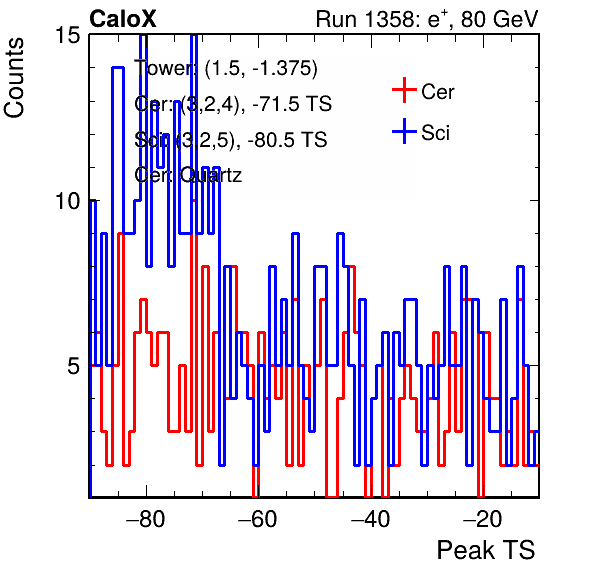 CaloX Run 1358: e+, 80 GeV
Counts
15
Tower: (1.5, -1.375)
Cer: (3,2,4), -71.5 TS
Sci: (3,2,5), -80.5 TS
Cer: Quartz
Cer
Sci
10
5
−80 −60 −40 −20
Peak TS